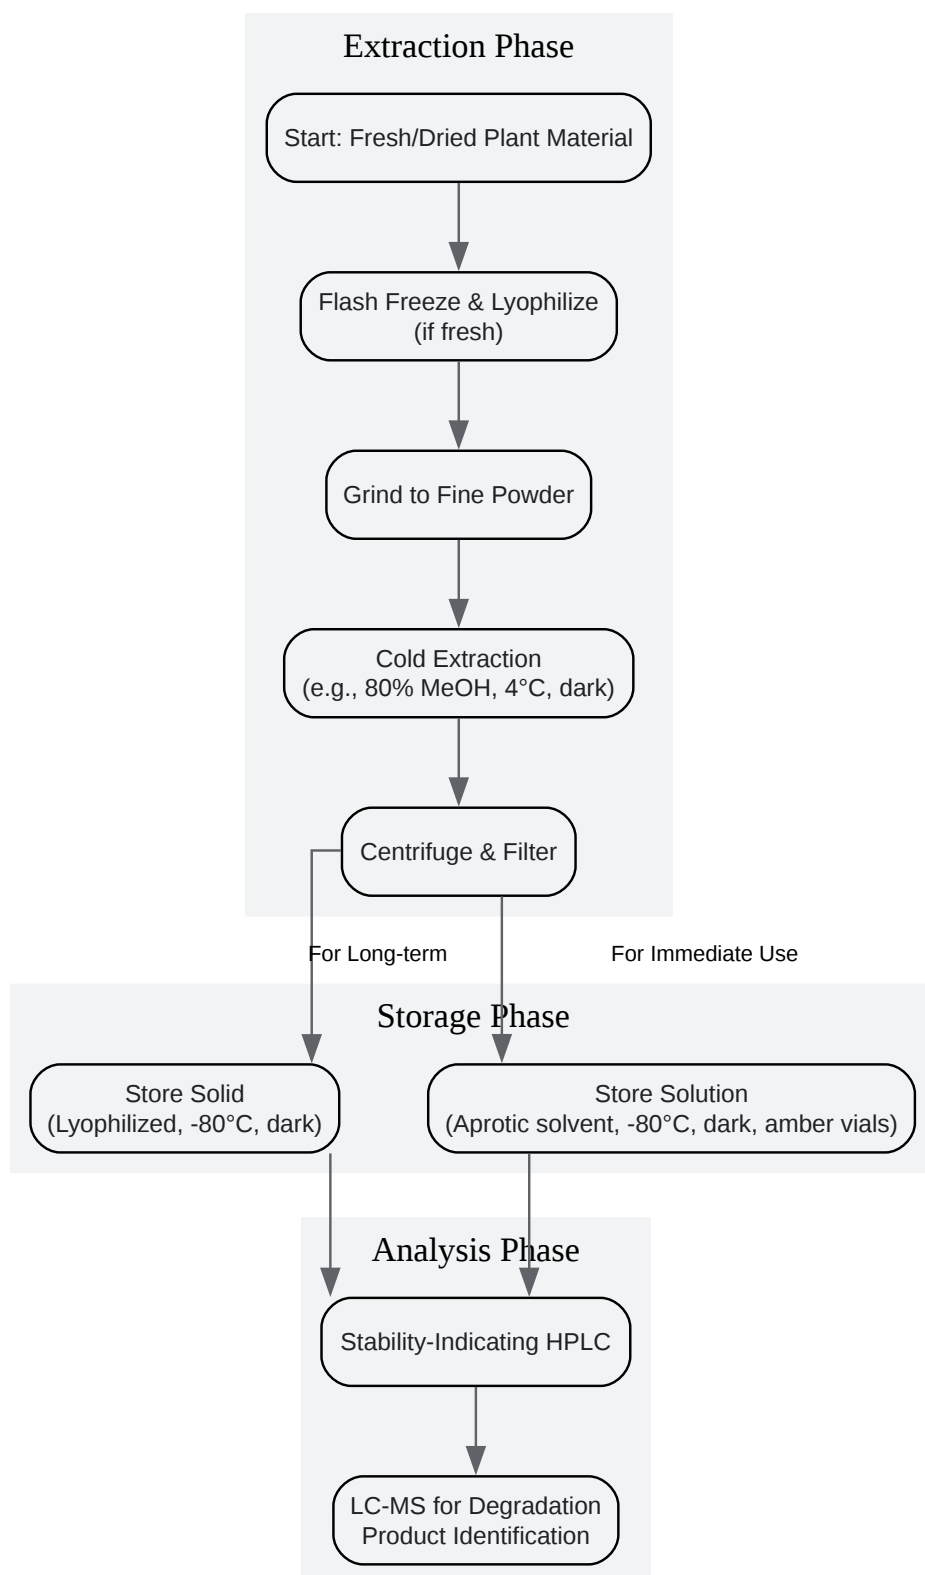 Extraction Phase
Start: Fresh/Dried Plant Material
Flash Freeze & Lyophilize
(if fresh)
Grind to Fine Powder
Cold Extraction
(e.g., 80% MeOH, 4°C, dark)
Centrifuge & Filter
For Long-term
For Immediate Use
Storage Phase
Store Solid
(Lyophilized, -80°C, dark)
Store Solution
(Aprotic solvent, -80°C, dark, amber vials)
Analysis Phase
Stability-Indicating HPLC
LC-MS for Degradation
Product Identification